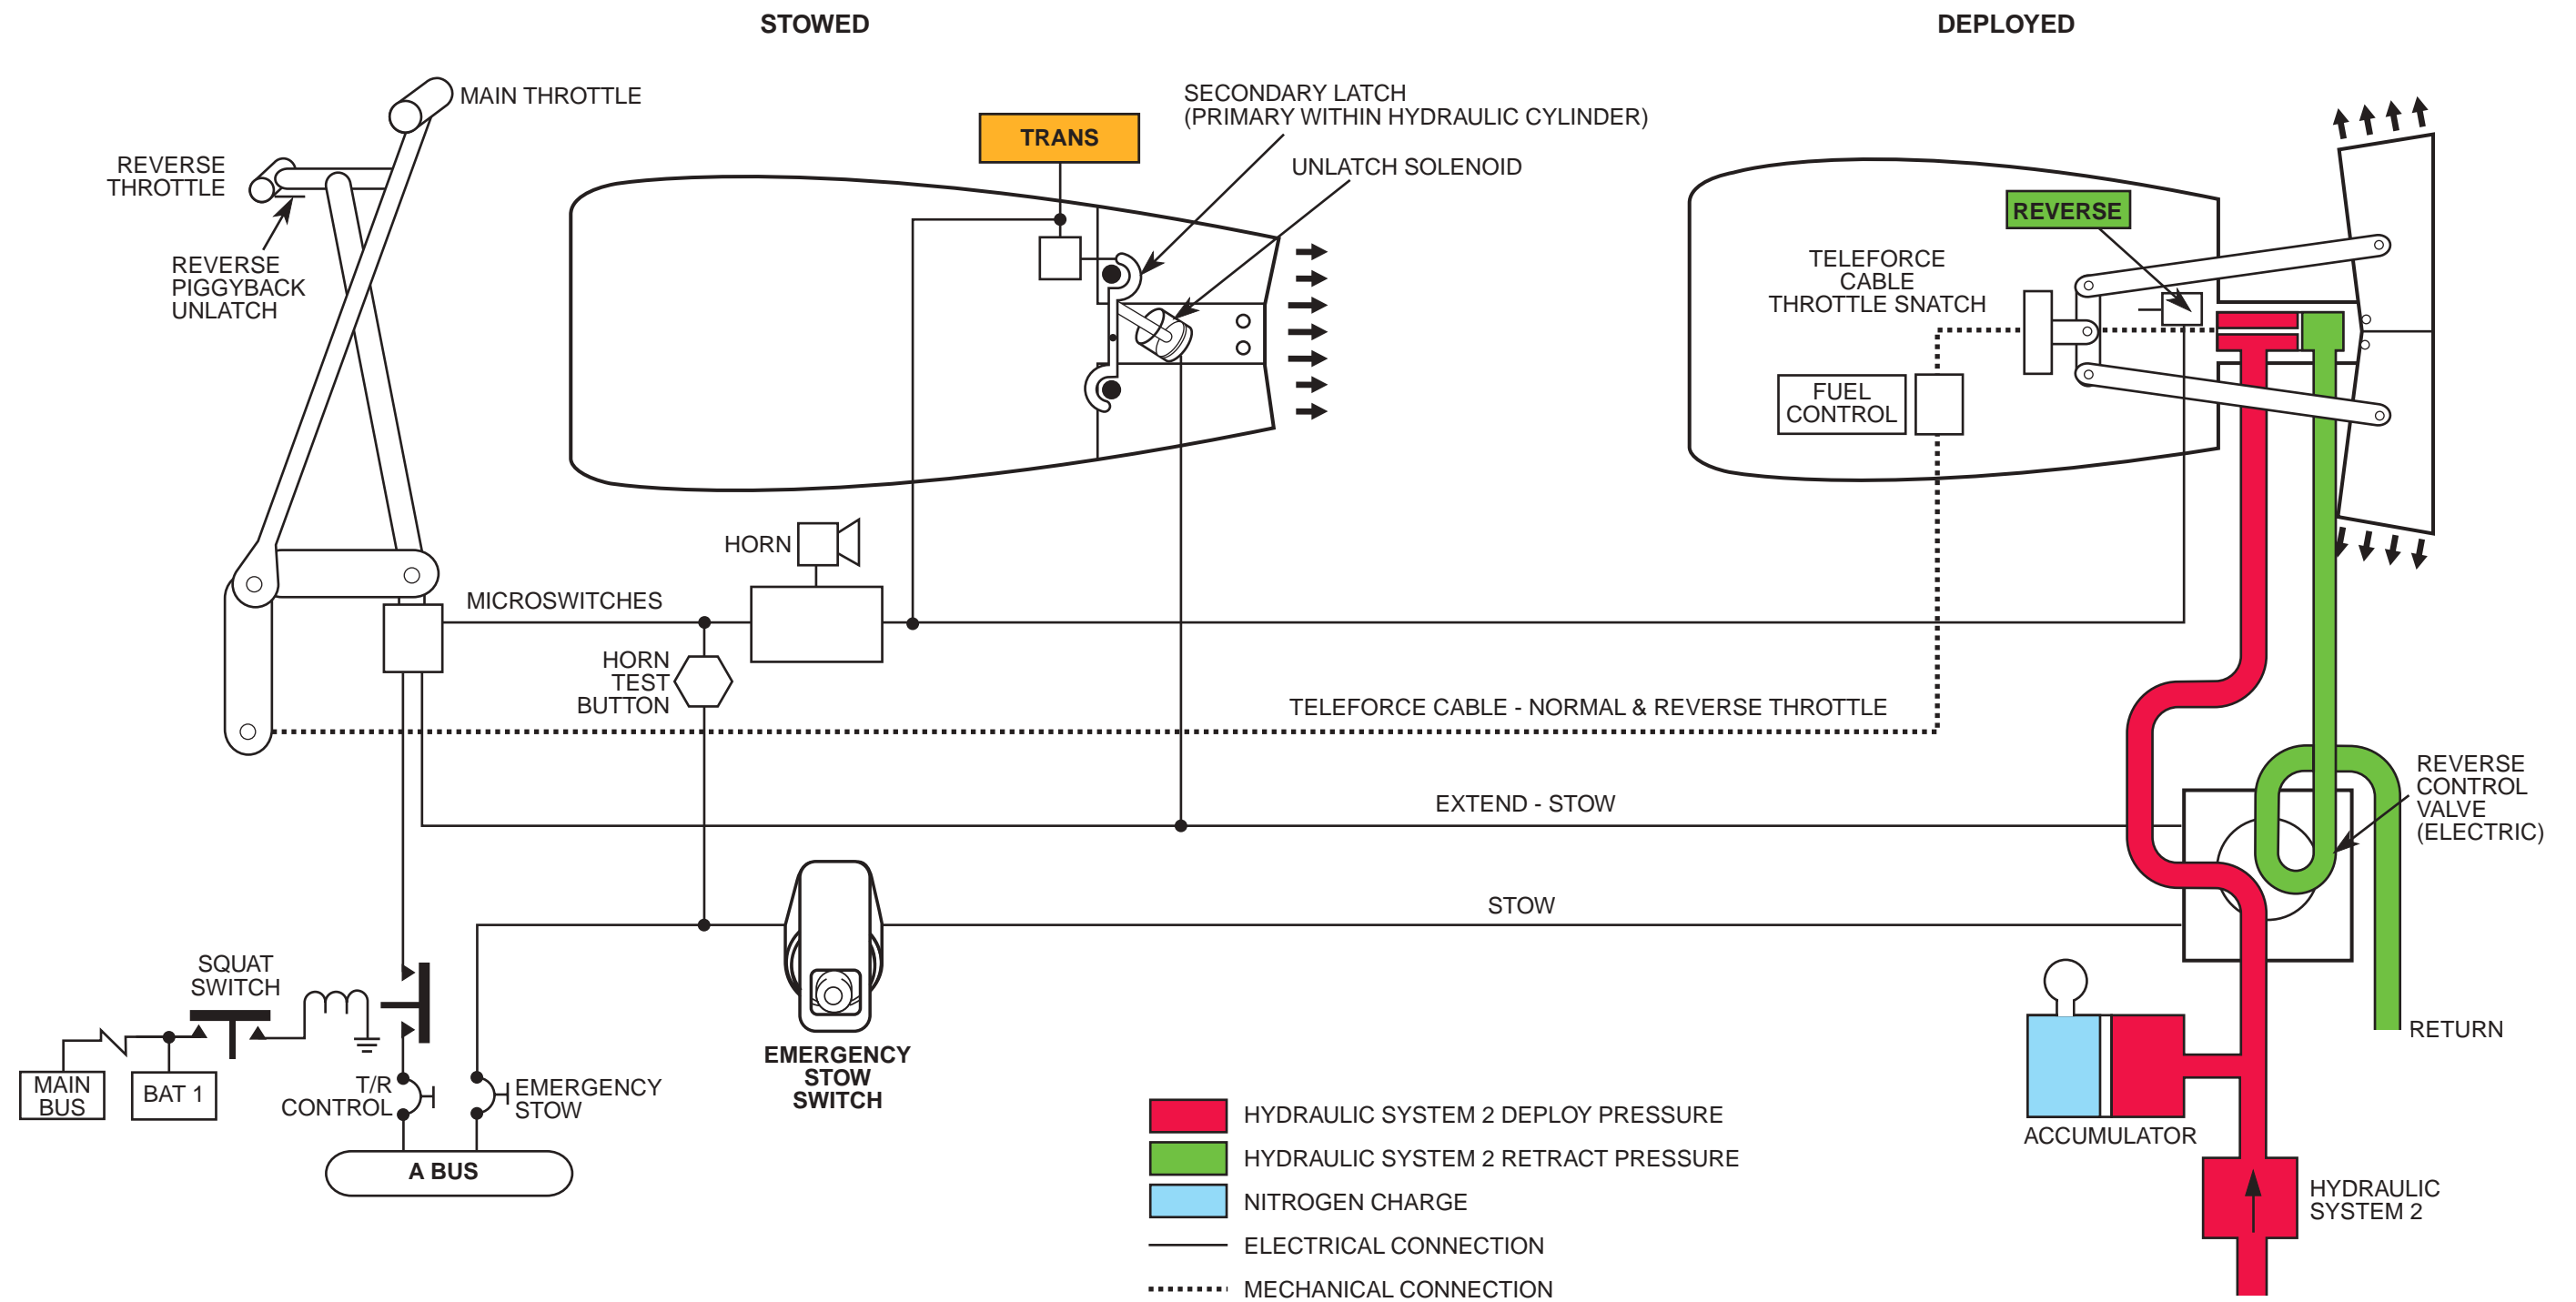 STOWED
DEPLOYED
MAIN THROTTLE
REVERSE
THROTTLE
REVERSE
PIGGYBACK
UNLATCH
TRANS
SECONDARY LATCH
(PRIMARY WITHIN HYDRAULIC CYLINDER)
UNLATCH SOLENOID
REVERSE
TELEFORCE
CABLE
THROTTLE SNATCH
FUEL
CONTROL
HORN
MICROSWITCHES
HORN
TEST
BUTTON
TELEFORCE CABLE - NORMAL & REVERSE THROTTLE
EXTEND - STOW
REVERSE
CONTROL
VALVE
(ELECTRIC)
STOW
SQUAT
SWITCH
MAIN
BUS
BAT 1
T/R
CONTROL
EMERGENCY
STOW
A BUS
EMERGENCY
STOW
SWITCH
RETURN
ACCUMULATOR
HYDRAULIC
SYSTEM 2
HYDRAULIC SYSTEM 2 DEPLOY PRESSURE
HYDRAULIC SYSTEM 2 RETRACT PRESSURE
NITROGEN CHARGE
ELECTRICAL CONNECTION
MECHANICAL CONNECTION